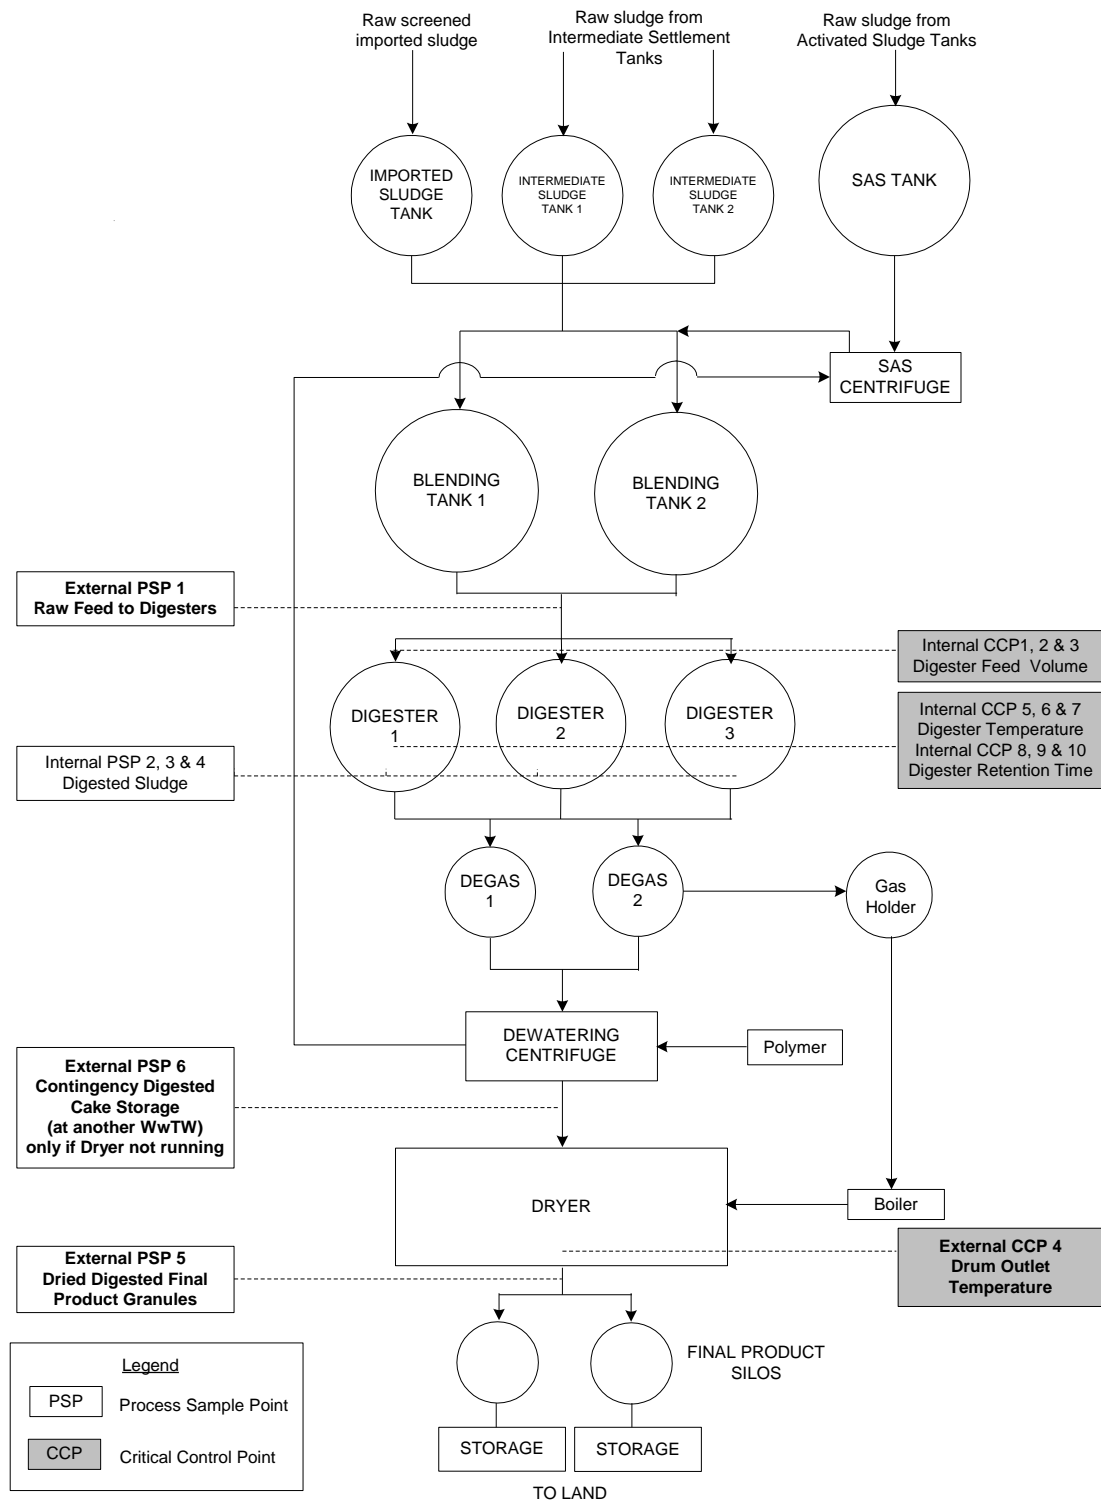 Raw screened
imported sludge
Raw sludge from
Intermediate Settlement
Tanks
Raw sludge from
Activated Sludge Tanks
IMPORTED
SLUDGE
TANK
INTERMEDIATE
SLUDGE
TANK 1
INTERMEDIATE
SLUDGE
TANK 2
SAS TANK
SAS
CENTRIFUGE
BLENDING
TANK 1
BLENDING
TANK 2
External PSP 1
Raw Feed to Digesters
Internal CCP1, 2 & 3
Digester Feed Volume
DIGESTER
1
DIGESTER
2
DIGESTER
3
Internal CCP 5, 6 & 7
Digester Temperature
Internal CCP 8, 9 & 10
Digester Retention Time
Internal PSP 2, 3 & 4
Digested Sludge
DEGAS
1
DEGAS
2
Gas
Holder
DEWATERING
CENTRIFUGE
Polymer
External PSP 6
Contingency Digested
Cake Storage
(at another WwTW)
only if Dryer not running
DRYER
Boiler
External PSP 5
Dried Digested Final
Product Granules
External CCP 4
Drum Outlet
Temperature
FINAL PRODUCT
SILOS
Legend
PSP
Process Sample Point
CCP
Critical Control Point
STORAGE
STORAGE
TO LAND